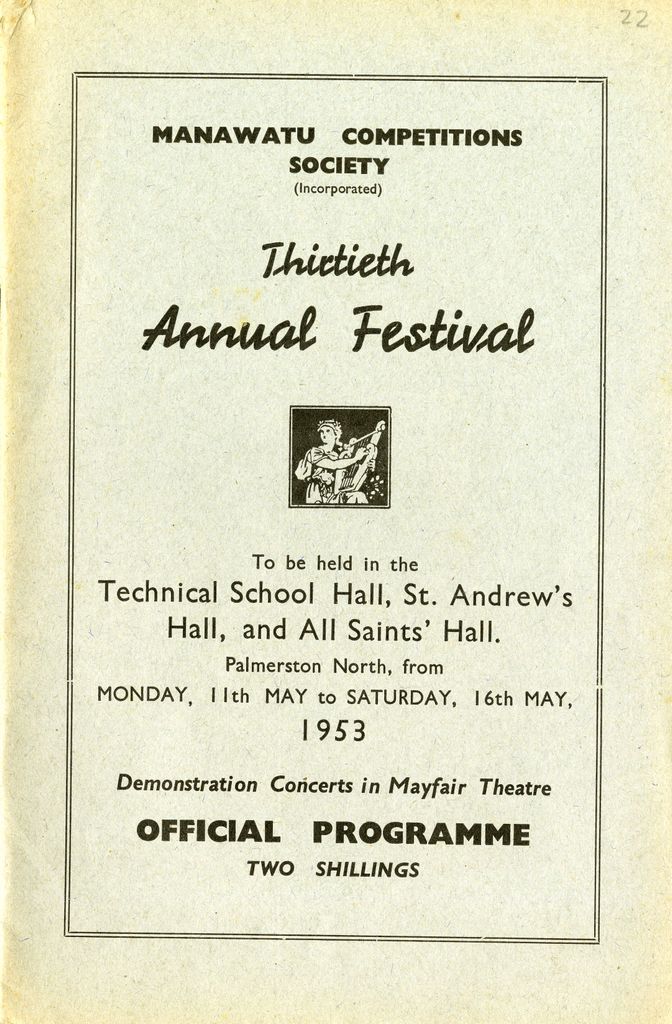 22
MANAWATU COMPETITIONS
SOCIETY
(Incorporated)
Thirtieth
Annual Festival
To be held in the
Technical School Hall, St. Andrew's
Hall, and All Saints' Hall.
Palmerston North, from
MONDAY, 11th MAY to SATURDAY, 16th MAY,
1953
Demonstration Concerts in Mayfair Theatre
OFFICIAL PROGRAMME
TWO SHILLINGS